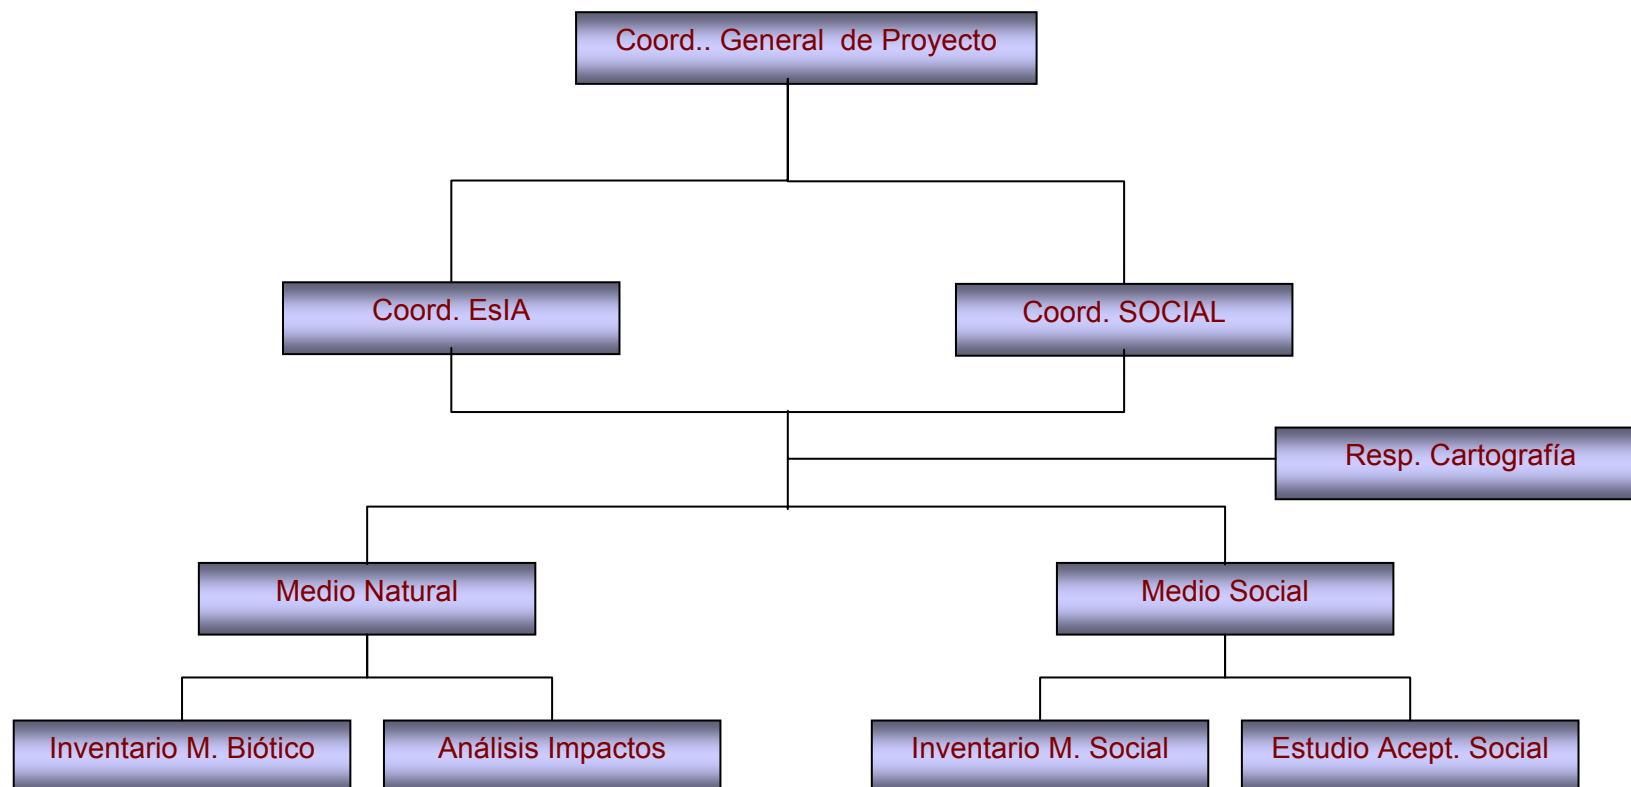 Coord.. General  de Proyecto
Coord. EsIA
Coord. SOCIAL
Resp. Cartografía
Medio Natural
Medio Social
Inventario M. Biótico
Análisis Impactos
Inventario M. Social
Estudio Acept. Social